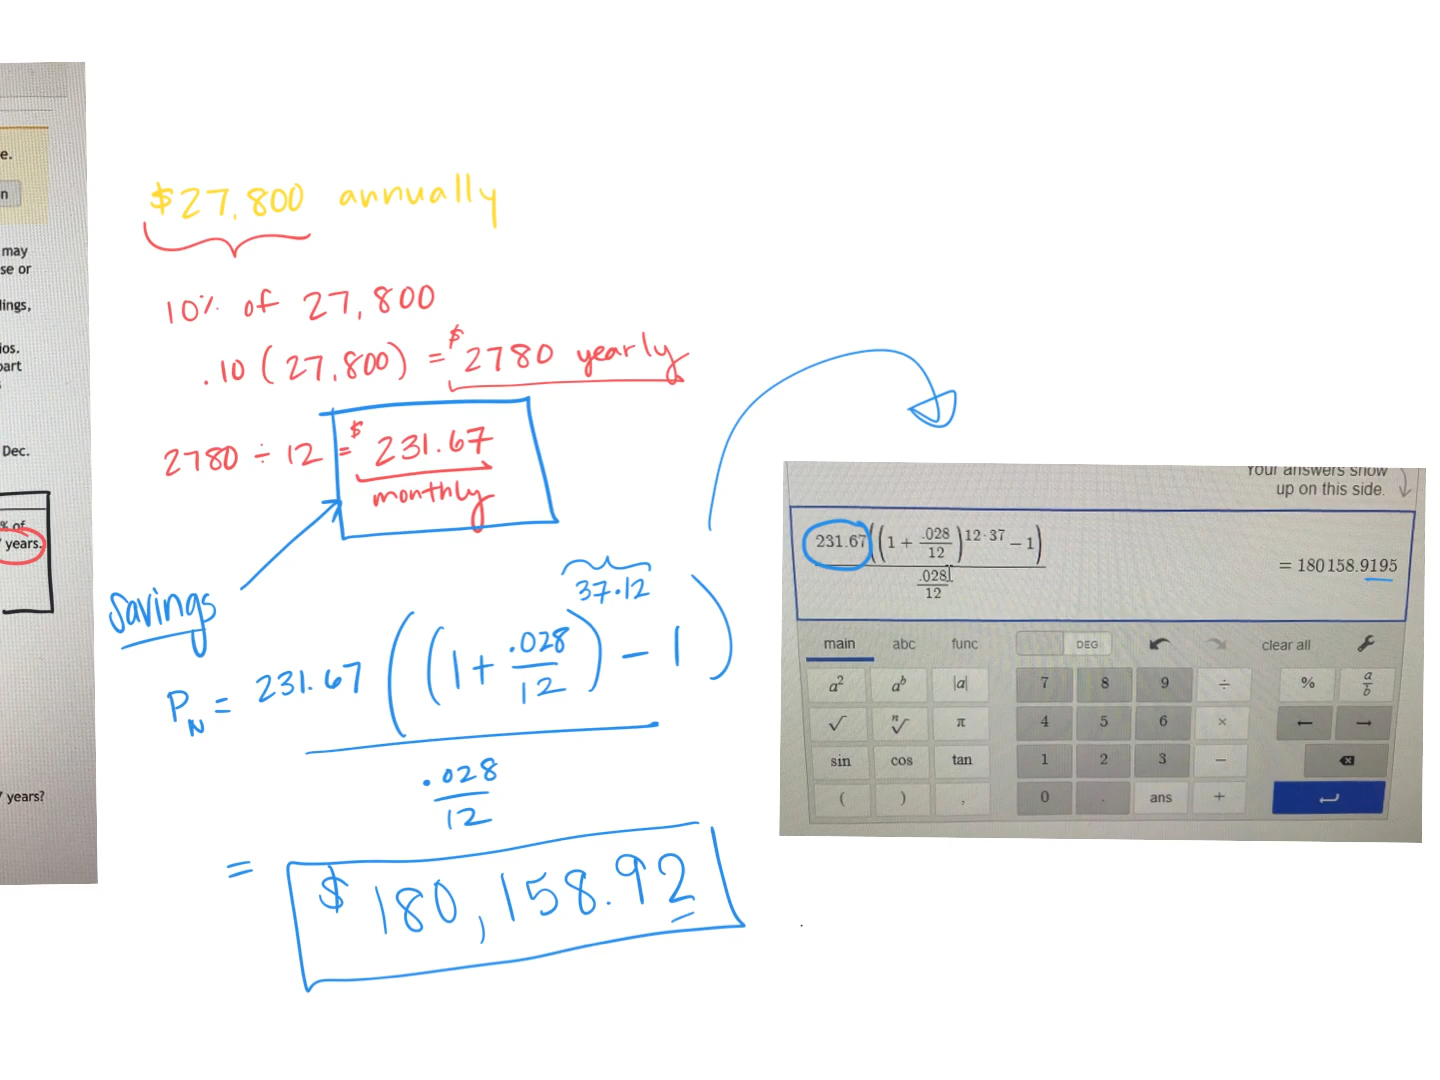 e.
n
may
se or
lings,
ios.
part
Dec.
% of
years.
years?
$27,800 annually
10% of 27,800
.10 (27,800) = $2780 yearly
2780 ÷ 12 = $231.67
monthly
Savings
37·12
P_N = 231.67 ((1 + .028/12) - 1)
.028/12
= $180,158.92
Your answers show
up on this side.
231.67((1 + .028/12)^12·37 - 1)
.028/12
= 180158.9195
main abc func DEG clear all
a² a^b |a| 7 8 9 ÷ % a/b
√ ⁿ√ π 4 5 6 × ← →
sin cos tan 1 2 3 −
( ) , 0 . ans +